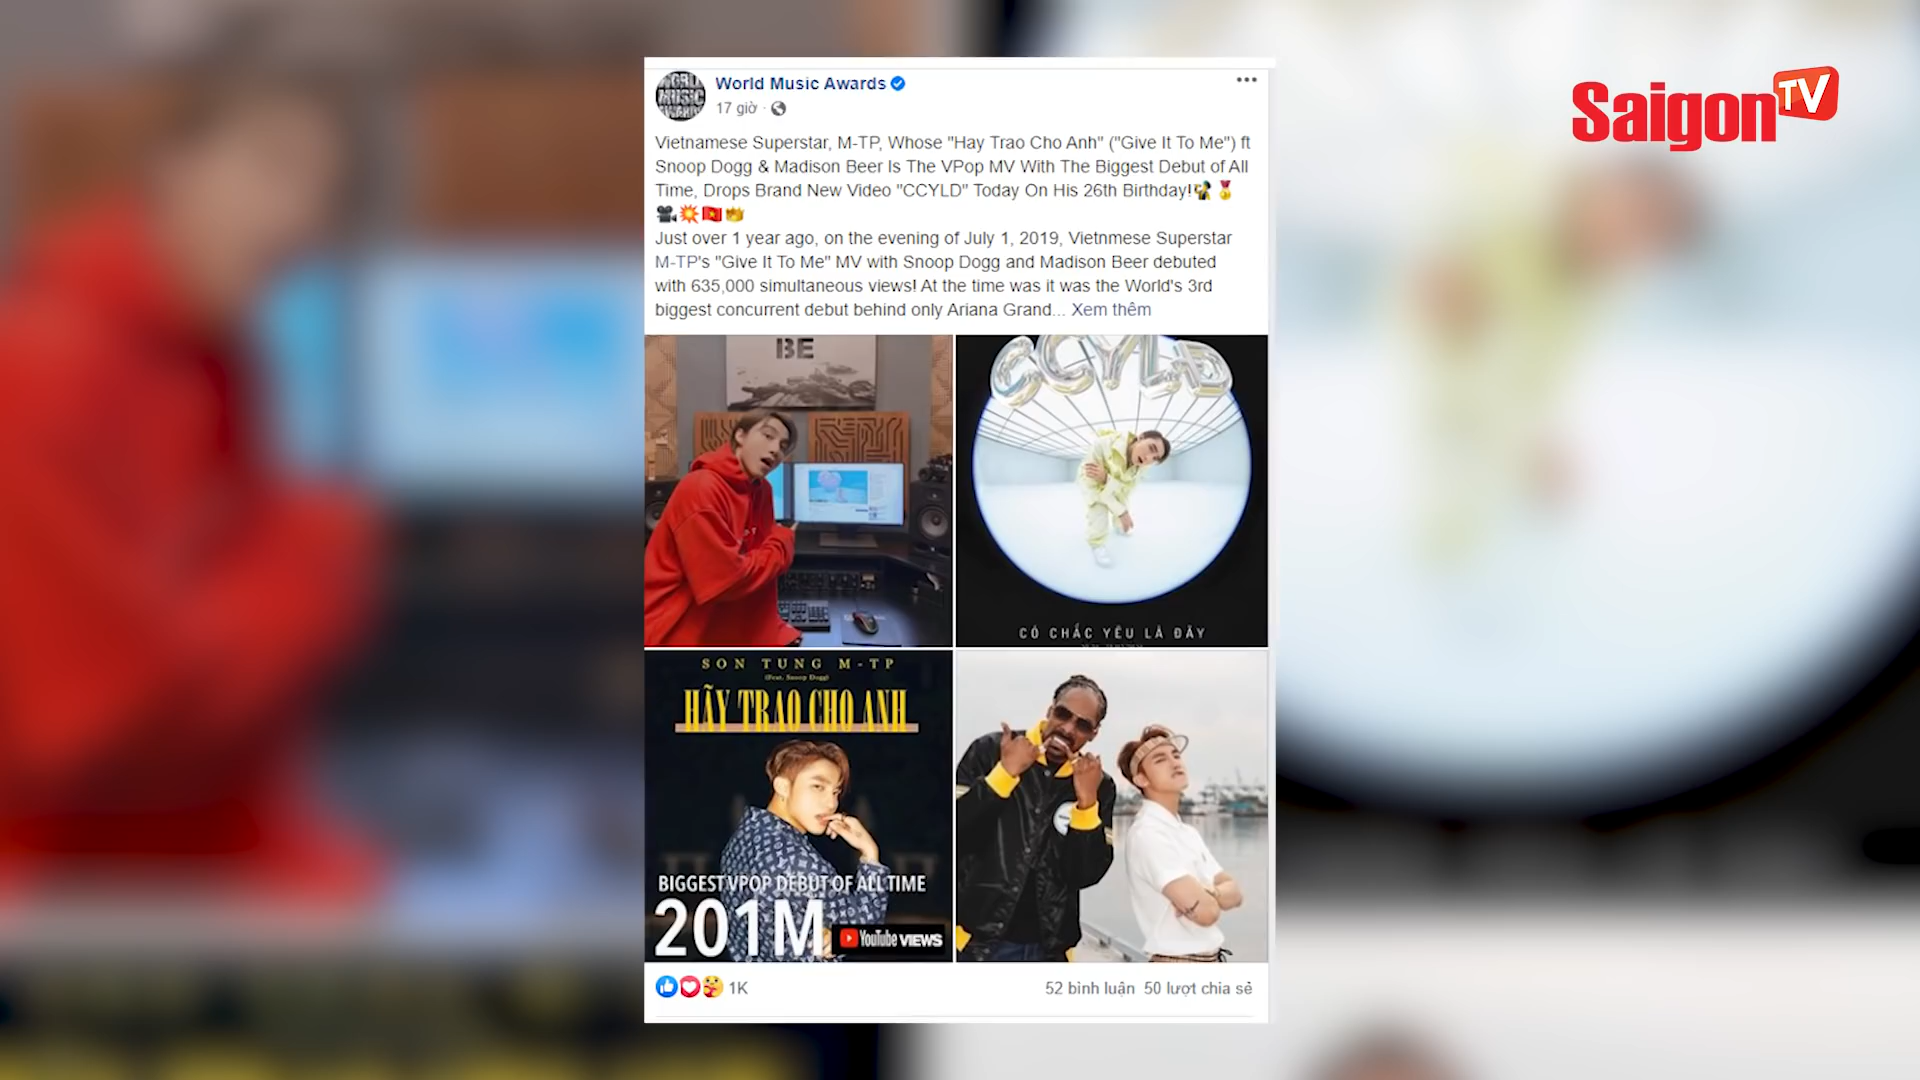 World Music Awards
17 giờ ·
Vietnamese Superstar, M-TP, Whose "Hay Trao Cho Anh" ("Give It To Me") ft
Snoop Dogg & Madison Beer Is The VPop MV With The Biggest Debut of All
Time, Drops Brand New Video "CCYLD" Today On His 26th Birthday!
Just over 1 year ago, on the evening of July 1, 2019, Vietnmese Superstar
M-TP's "Give It To Me" MV with Snoop Dogg and Madison Beer debuted
with 635,000 simultaneous views! At the time was it was the World's 3rd
biggest concurrent debut behind only Ariana Grand... Xem thêm
BE
CCYLĐ
CÓ CHẮC YÊU LÀ ĐÂY
SON TUNG M-TP
(Feat. Snoop Dogg)
HÃY TRAO CHO ANH
BIGGEST VPOP DEBUT OF ALL TIME
201M YouTube VIEWS
1K
52 bình luận 50 lượt chia sẻ
Saigon TV